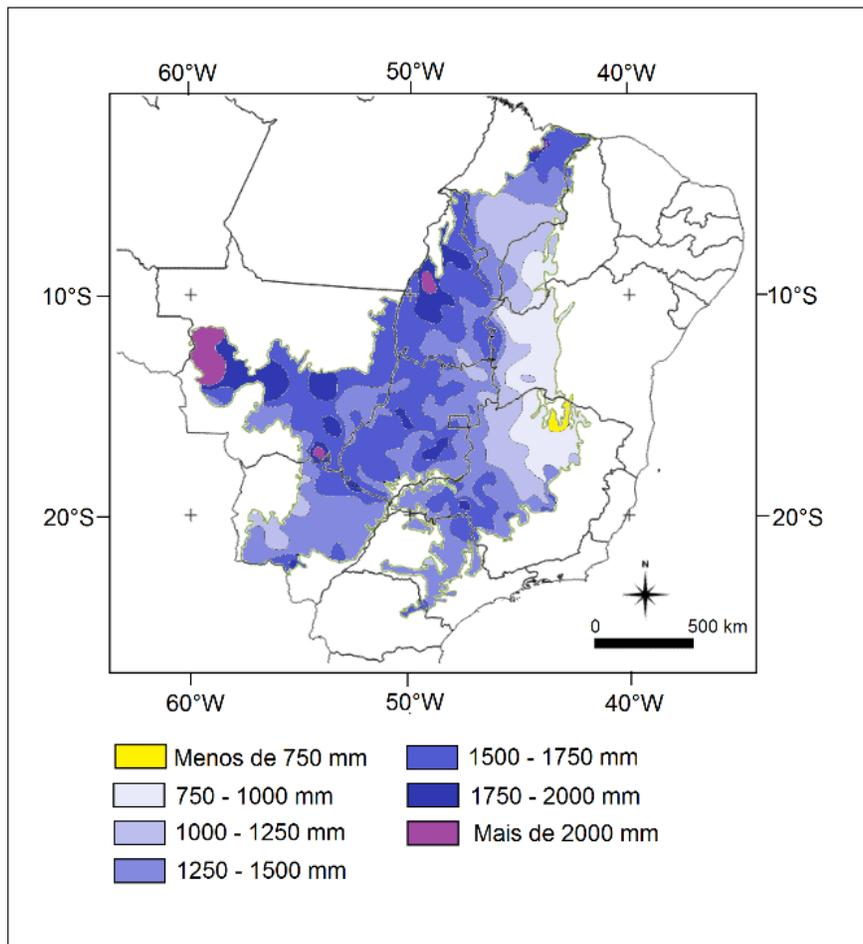 60°W 50°W 40°W
10°S 10°S
20°S 20°S
N
0 500 km
60°W 50°W 40°W
Menos de 750 mm
750 - 1000 mm
1000 - 1250 mm
1250 - 1500 mm
1500 - 1750 mm
1750 - 2000 mm
Mais de 2000 mm